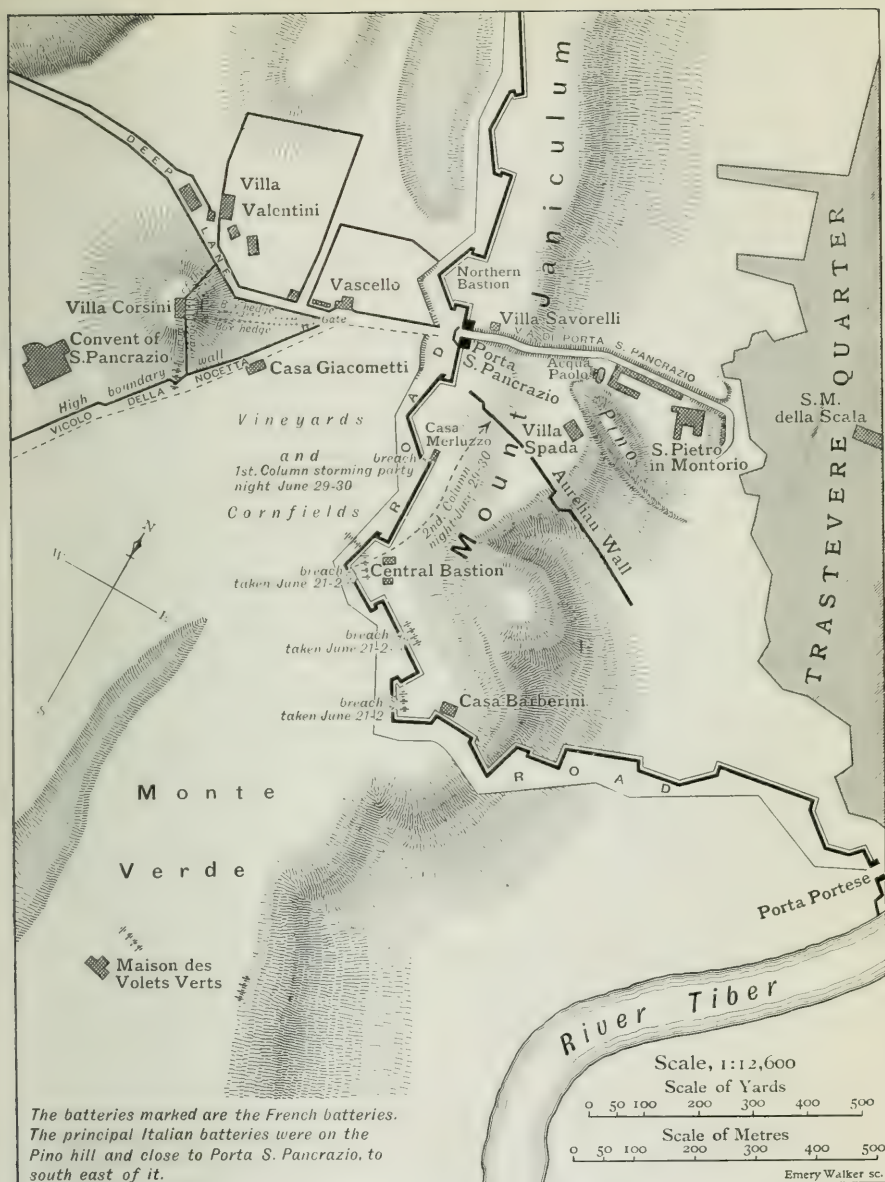 DEEP LANE
Villa
Valentini
Janiculum
Northern
Bastion
Vascello
Villa Corsini
Box hedge
Box hedge
Gate
Convent of
S. Pancrazio
High boundary wall
VICOLO DELLA NOCETTA
Casa Giacometti
Porta
S. Pancrazio
Villa Savorelli
VIA DI PORTA S. PANCRAZIO
Acqua
Paolo
Pino
Villa
Spada
S. Pietro
in Montorio
S.M.
della Scala
TRASTEVERE QUARTER
Vineyards
and
Cornfields
Casa
Merluzzo
breach
1st. Column storming party
night June 29-30
ROAD
2nd. Column
night June 29-30
Mount
Aurelian Wall
N
W
E
S
breach
taken June 21-2
Central Bastion
breach
taken June 21-2
breach
taken June 21-2
Casa Barberini
ROAD
Monte
Verde
Porta Portese
Maison des
Volets Verts
River Tiber
Scale, 1:12,600
Scale of Yards
0 50 100 200 300 400 500
Scale of Metres
0 50 100 200 300 400 500
The batteries marked are the French batteries.
The principal Italian batteries were on the
Pino hill and close to Porta S. Pancrazio, to
south east of it.
Emery Walker sc.